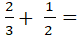 2/3 + 1/2 =